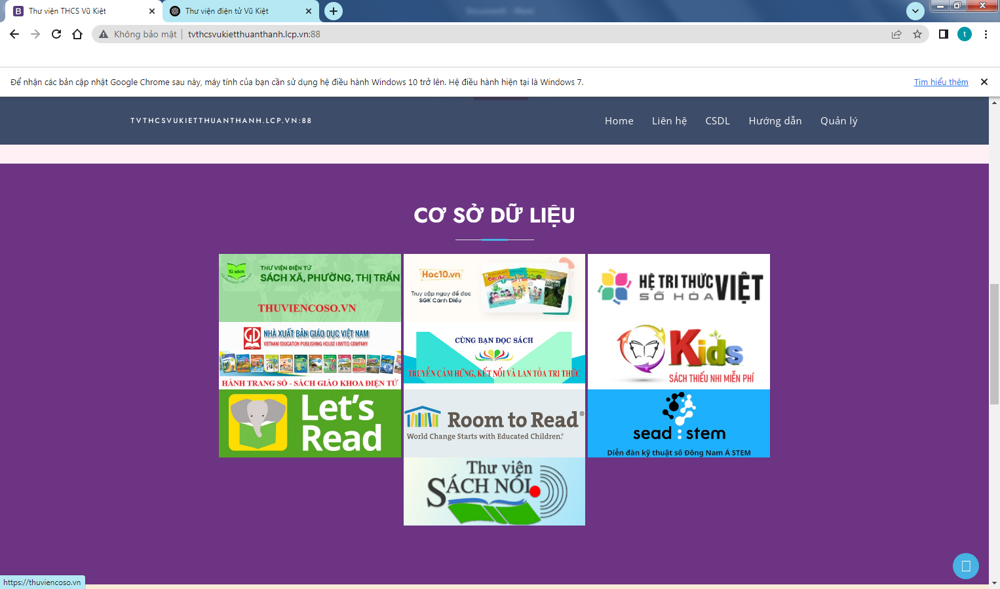 Thư viện THCS Vũ Kiệt
Thư viện điện tử Vũ Kiệt
Không bảo mật
tvthcsvukietthuanthanh.lcp.vn:88
t
Để nhận các bản cập nhật Google Chrome sau này, máy tính của bạn cần sử dụng hệ điều hành Windows 10 trở lên. Hệ điều hành hiện tại là Windows 7.
Tìm hiểu thêm
TVTHCSVUKIETTHUANTHANH.LCP.VN:88
Home
Liên hệ
CSDL
Hướng dẫn
Quản lý
CƠ SỞ DỮ LIỆU
Tủ sách
THƯ VIỆN ĐIỆN TỬ
SÁCH XÃ, PHƯỜNG, THỊ TRẤN
THUVIENCOSO.VN
Hoc10.vn
Truy cập ngay để đọc
SGK Cánh Diều
HỆ TRI THỨC
SỐ HÓA
VIỆT
NHÀ XUẤT BẢN GIÁO DỤC VIỆT NAM
VIETNAM EDUCATION PUBLISHING HOUSE LIMITED COMPANY
HÀNH TRANG SỐ - SÁCH GIÁO KHOA ĐIỆN TỬ
CÙNG BẠN ĐỌC SÁCH
TRUYỀN CẢM HỨNG, KẾT NỐI VÀ LAN TỎA TRI THỨC
Kids
SÁCH THIẾU NHI MIỄN PHÍ
Let's
Read
Room to Read®
World Change Starts with Educated Children.®
sead:stem
Diễn đàn kỹ thuật số Đông Nam Á STEM
Thư viện
SÁCH NÓI
https://thuviencoso.vn